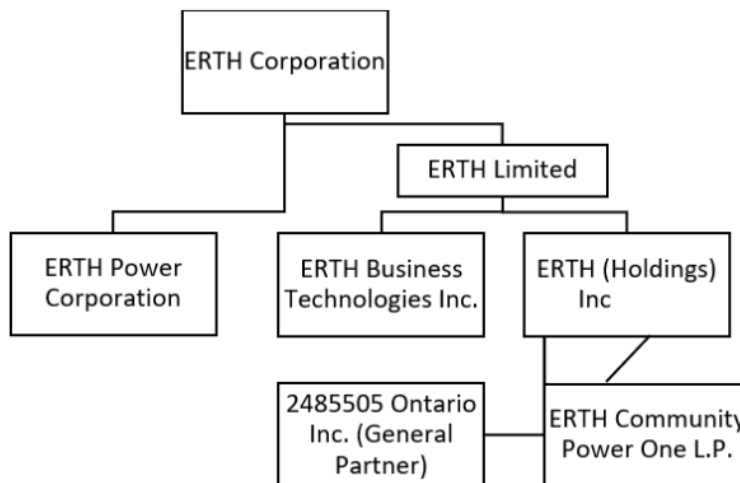 ERTH Corporation
ERTH Limited
ERTH Power
Corporation
ERTH Business
Technologies Inc.
ERTH (Holdings)
Inc
2485505 Ontario
Inc. (General
Partner)
ERTH Community
Power One L.P.